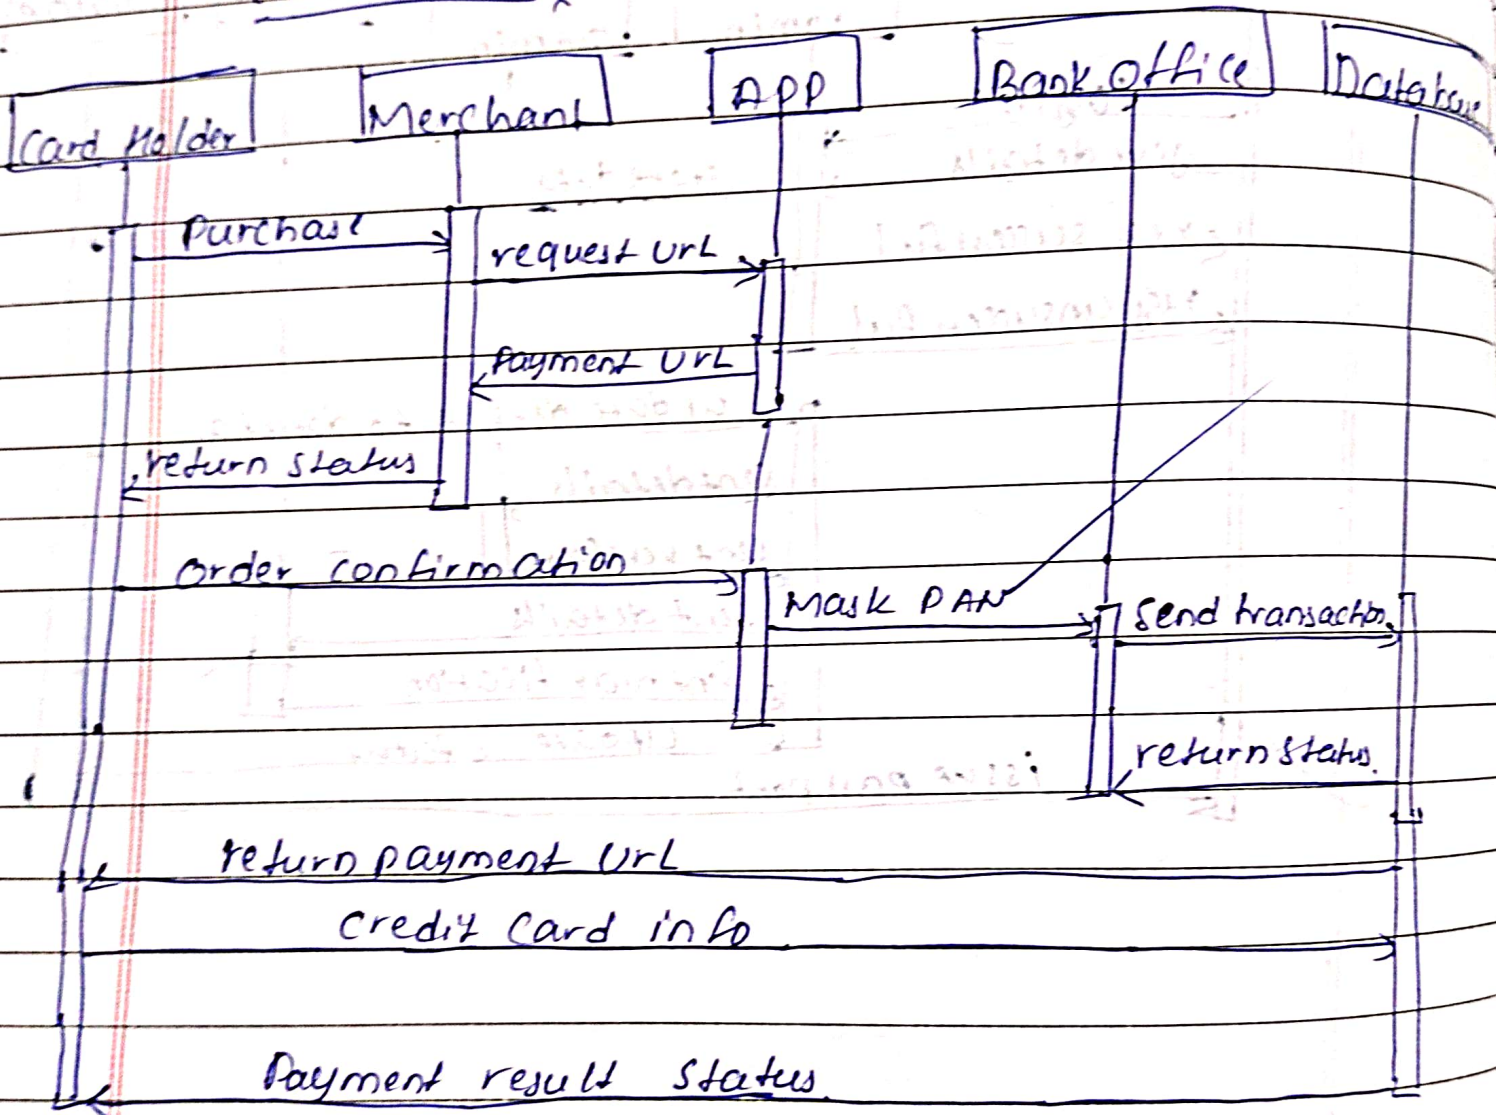 Card Holder
Merchant
App
Bank Office
Database
Purchase
request Url
Payment Url
return status
order confirmation
Mask PAN
Send transaction
return status.
return payment Url
credit card info
Payment result status